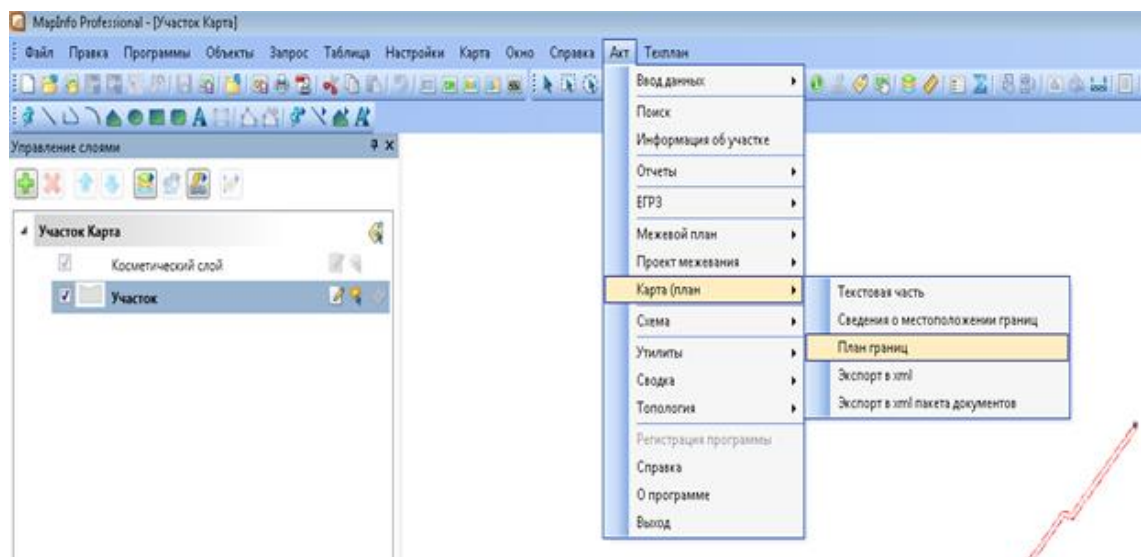 MapInfo Professional - [Участок Карта]
Файл Правка Программы Объекты Запрос Таблица Настройки Карта Окно Справка Акт Техплан
Управление слоями
Участок Карта
Косметический слой
Участок
Ввод данных
Поиск
Информация об участке
Отчеты
ЕГРЗ
Межевой план
Проект межевания
Карта (план
Схема
Утилиты
Сводка
Топология
Регистрация программы
Справка
О программе
Выход
Текстовая часть
Сведения о местоположении границ
План границ
Экспорт в xml
Экспорт в xml пакета документов